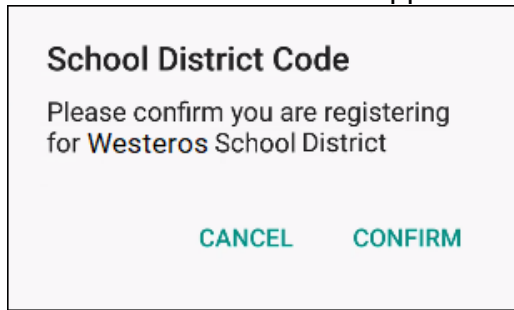 School District Code
Please confirm you are registering
for Westeros School District
CANCEL CONFIRM